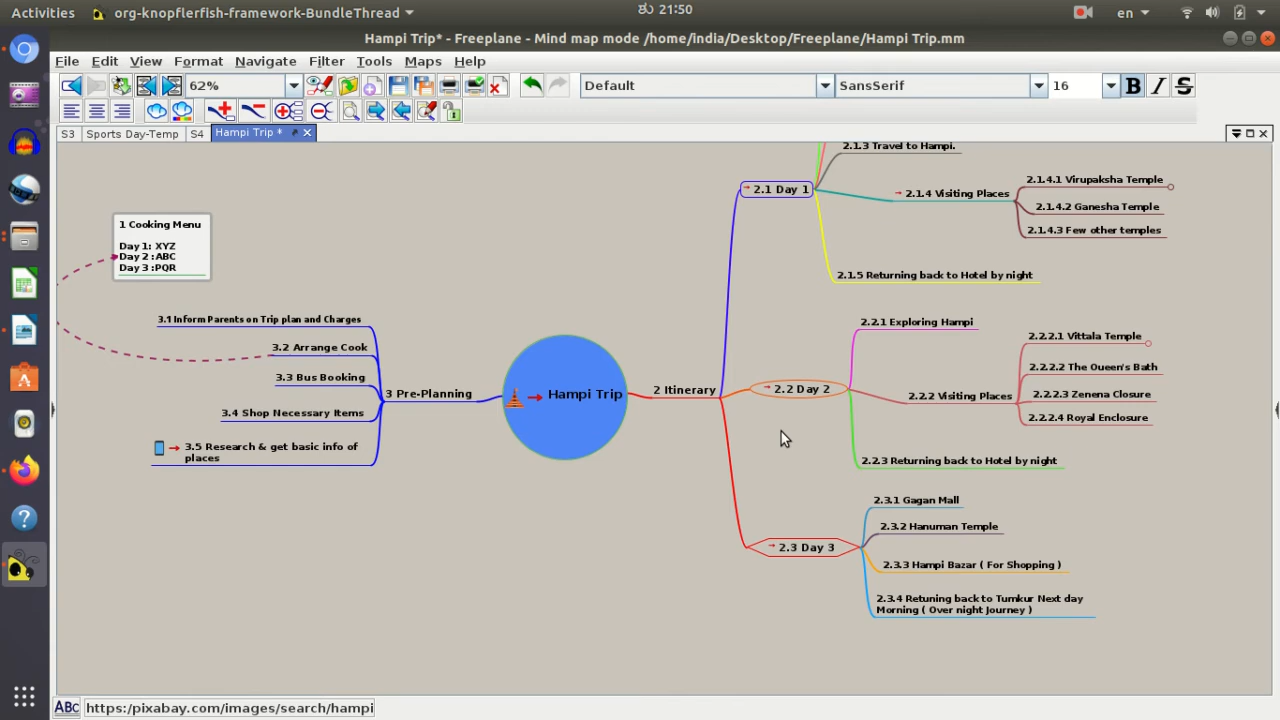 Activities
org-knopflerfish-framework-BundleThread
21:50
en
Hampi Trip* - Freeplane - Mind map mode /home/india/Desktop/Freeplane/Hampi Trip.mm
File Edit View Format Navigate Filter Tools Maps Help
62%
Default
SansSerif
16
B I S
S3
Sports Day-Temp
S4
Hampi Trip *
1 Cooking Menu
Day 1: XYZ
Day 2 :ABC
Day 3 :PQR
3.1 Inform Parents on Trip plan and Charges
3.2 Arrange Cook
3.3 Bus Booking
3.4 Shop Necessary Items
3.5 Research & get basic info of
places
3 Pre-Planning
Hampi Trip
2 Itinerary
2.1 Day 1
2.1.3 Travel to Hampi.
2.1.4 Visiting Places
2.1.4.1 Virupaksha Temple
2.1.4.2 Ganesha Temple
2.1.4.3 Few other temples
2.1.5 Returning back to Hotel by night
2.2 Day 2
2.2.1 Exploring Hampi
2.2.2 Visiting Places
2.2.2.1 Vittala Temple
2.2.2.2 The Queen's Bath
2.2.2.3 Zenena Closure
2.2.2.4 Royal Enclosure
2.2.3 Returning back to Hotel by night
2.3 Day 3
2.3.1 Gagan Mall
2.3.2 Hanuman Temple
2.3.3 Hampi Bazar ( For Shopping )
2.3.4 Retuning back to Tumkur Next day
Morning ( Over night Journey )
ABC
https://pixabay.com/images/search/hampi